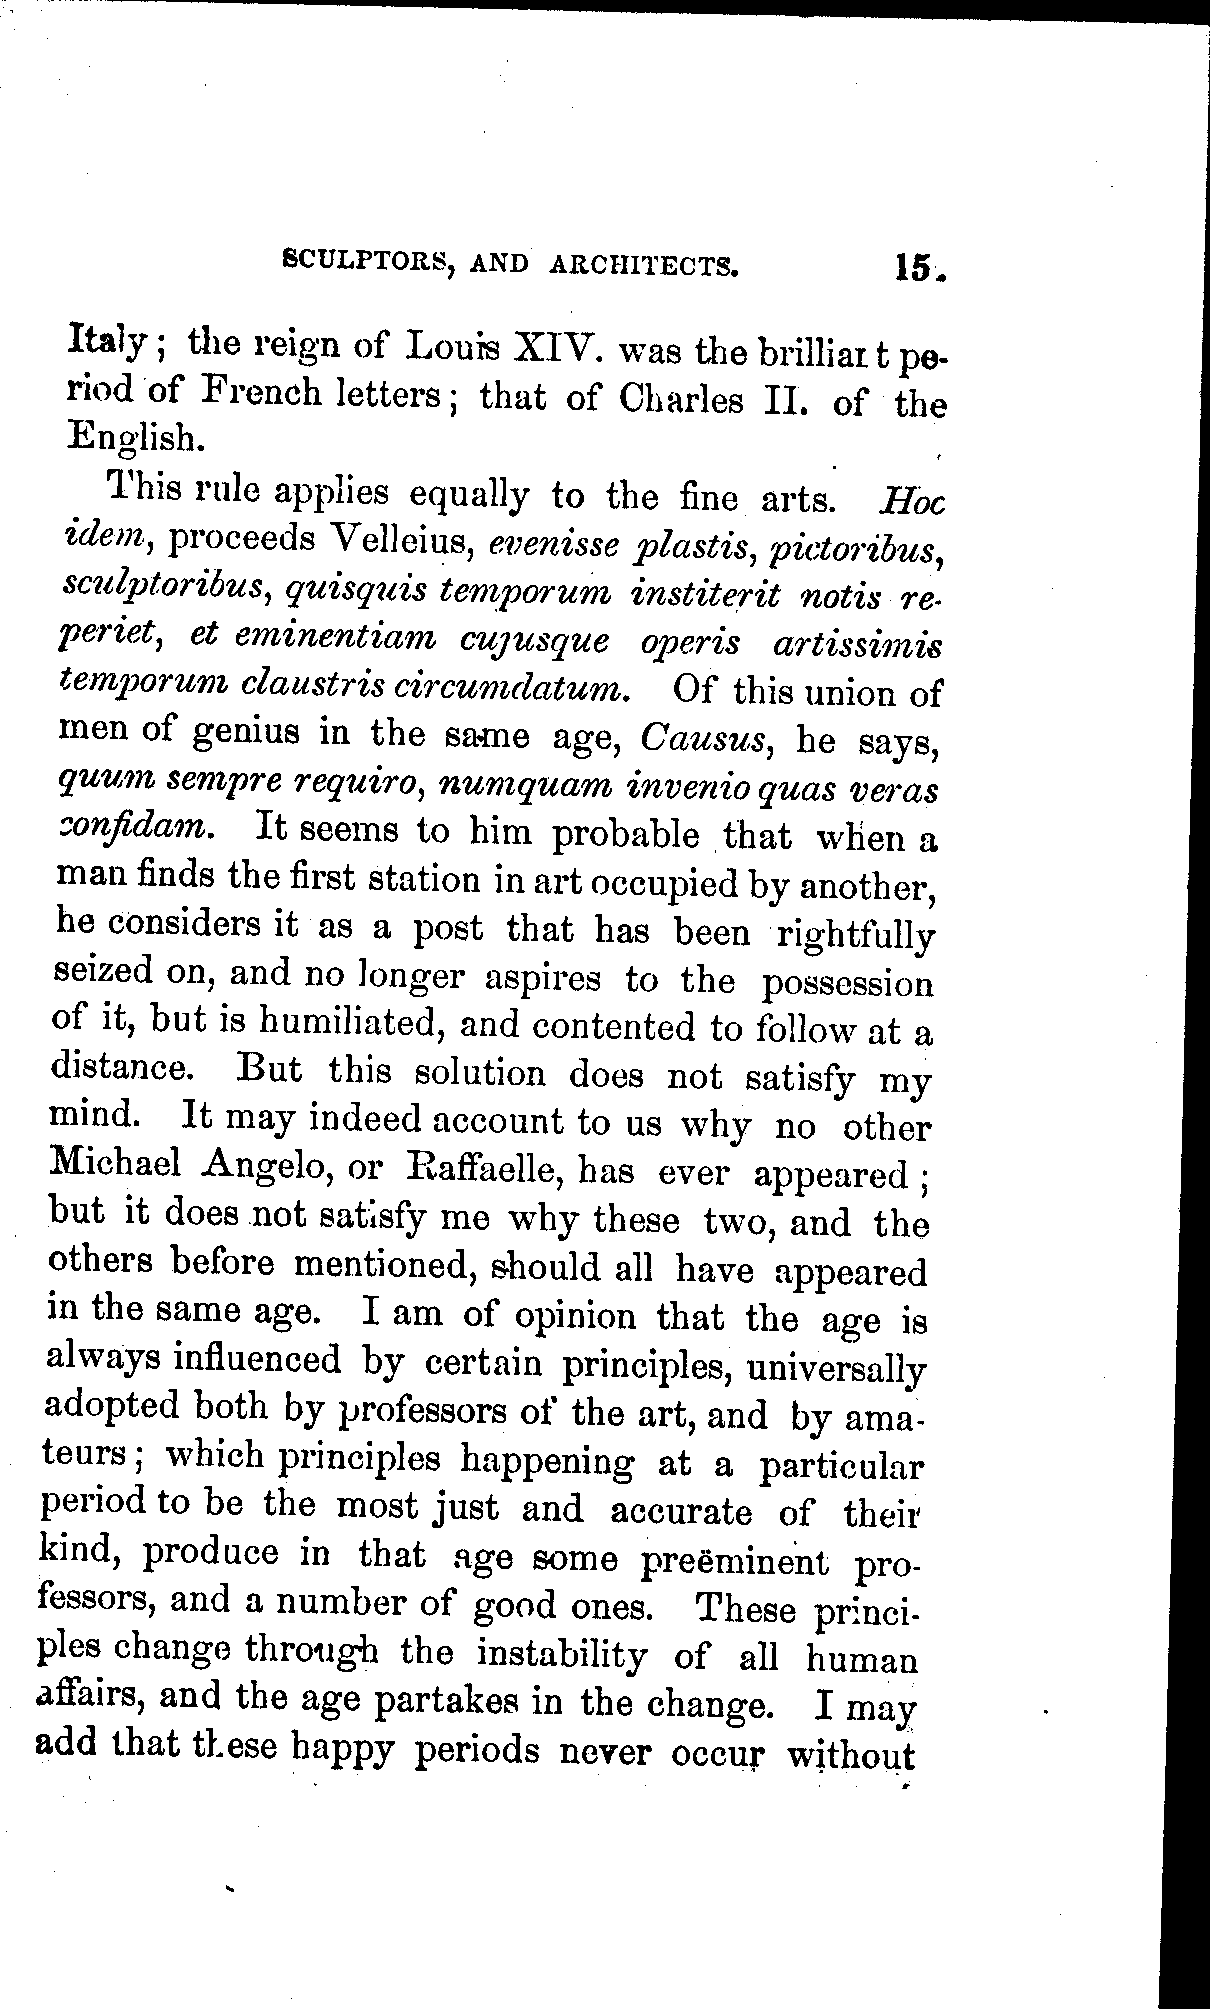 SCULPTORS, AND ARCHITECTS. 15.
Italy; the reign of Louis XIV. was the brilliant pe-
riod of French letters; that of Charles II. of the
English.
This rule applies equally to the fine arts. Hoc
idem, proceeds Velleius, evenisse plastis, pictoribus,
sculptoribus, quisquis temporum institerit notis re-
periet, et eminentiam cujusque operis artissimis
temporum claustris circumdatum. Of this union of
men of genius in the same age, Causus, he says,
quum sempre requiro, numquam invenio quas veras
confidam. It seems to him probable that when a
man finds the first station in art occupied by another,
he considers it as a post that has been rightfully
seized on, and no longer aspires to the possession
of it, but is humiliated, and contented to follow at a
distance. But this solution does not satisfy my
mind. It may indeed account to us why no other
Michael Angelo, or Raffaelle, has ever appeared;
but it does not satisfy me why these two, and the
others before mentioned, should all have appeared
in the same age. I am of opinion that the age is
always influenced by certain principles, universally
adopted both by professors of the art, and by ama-
teurs; which principles happening at a particular
period to be the most just and accurate of their
kind, produce in that age some preëminent pro-
fessors, and a number of good ones. These princi-
ples change through the instability of all human
affairs, and the age partakes in the change. I may
add that these happy periods never occur without